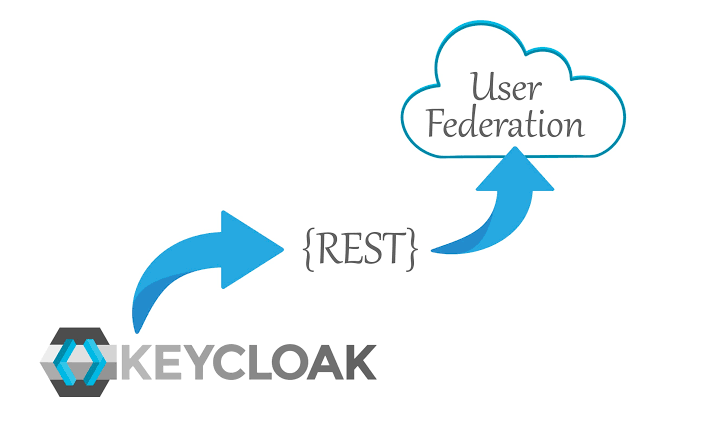 User
Federation
{REST}
KEYCLOAK